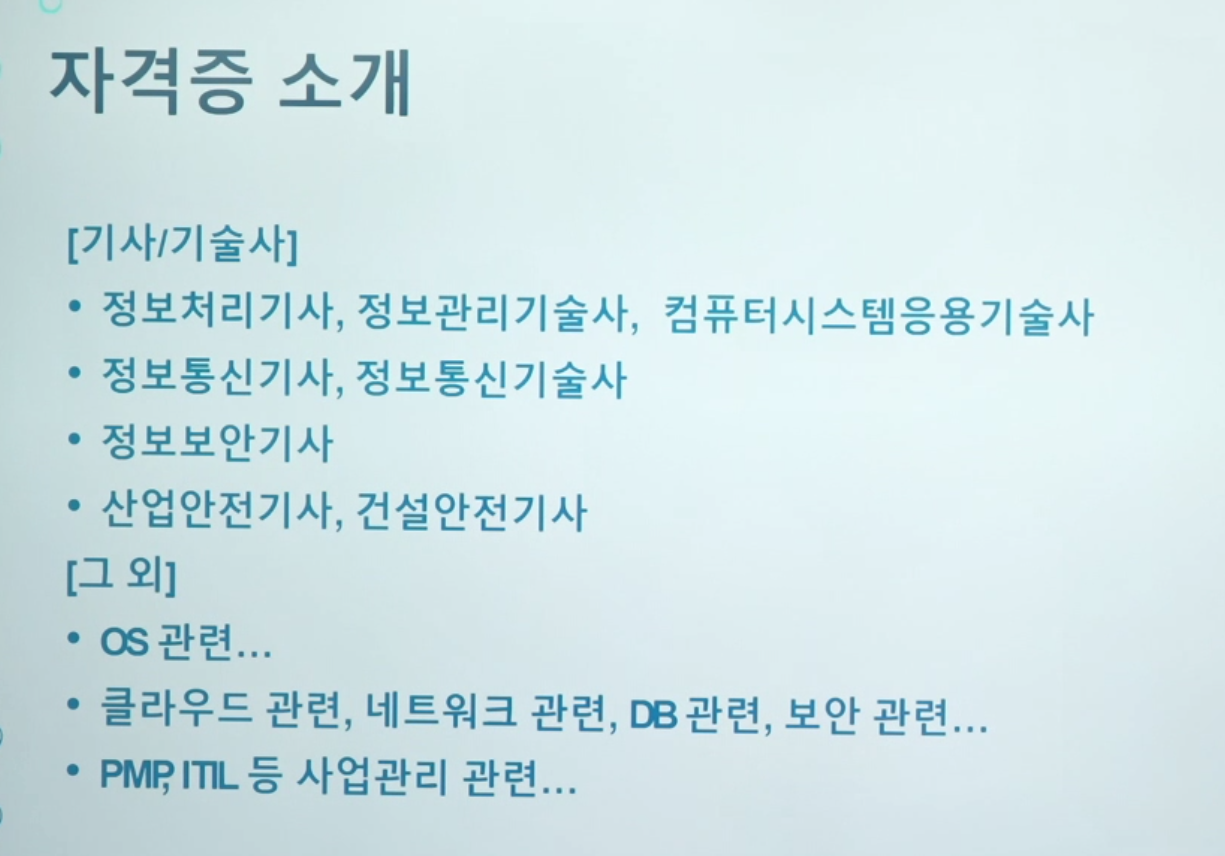 자격증 소개
[기사/기술사]
• 정보처리기사, 정보관리기술사, 컴퓨터시스템응용기술사
• 정보통신기사, 정보통신기술사
• 정보보안기사
• 산업안전기사, 건설안전기사
[그 외]
• OS 관련...
• 클라우드 관련, 네트워크 관련, DB 관련, 보안 관련...
• PMP, ITIL 등 사업관리 관련...